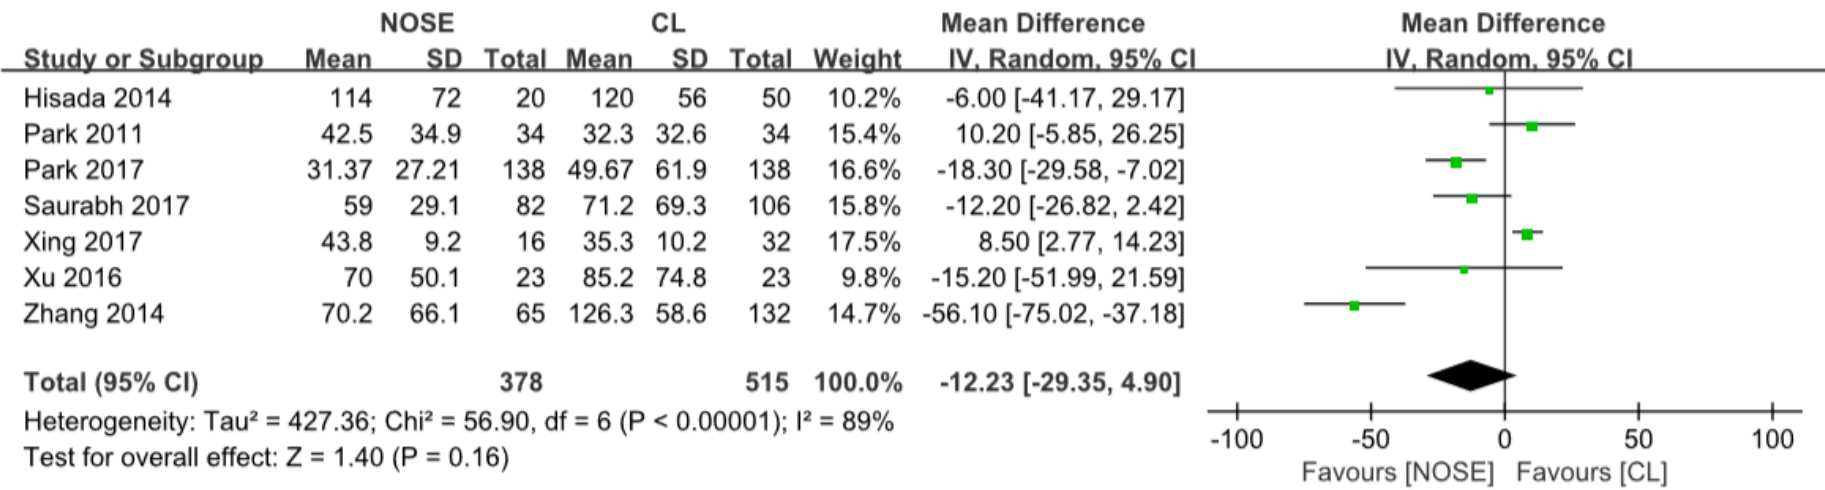 NOSE CL Mean Difference Mean Difference
Study or Subgroup Mean SD Total Mean SD Total Weight IV, Random, 95% CI IV, Random, 95% CI
Hisada 2014 114 72 20 120 56 50 10.2% -6.00 [-41.17, 29.17]
Park 2011 42.5 34.9 34 32.3 32.6 34 15.4% 10.20 [-5.85, 26.25]
Park 2017 31.37 27.21 138 49.67 61.9 138 16.6% -18.30 [-29.58, -7.02]
Saurabh 2017 59 29.1 82 71.2 69.3 106 15.8% -12.20 [-26.82, 2.42]
Xing 2017 43.8 9.2 16 35.3 10.2 32 17.5% 8.50 [2.77, 14.23]
Xu 2016 70 50.1 23 85.2 74.8 23 9.8% -15.20 [-51.99, 21.59]
Zhang 2014 70.2 66.1 65 126.3 58.6 132 14.7% -56.10 [-75.02, -37.18]
Total (95% CI) 378 515 100.0% -12.23 [-29.35, 4.90]
Heterogeneity: Tau² = 427.36; Chi² = 56.90, df = 6 (P < 0.00001); I² = 89%
Test for overall effect: Z = 1.40 (P = 0.16)
-100 -50 0 50 100
Favours [NOSE] Favours [CL]